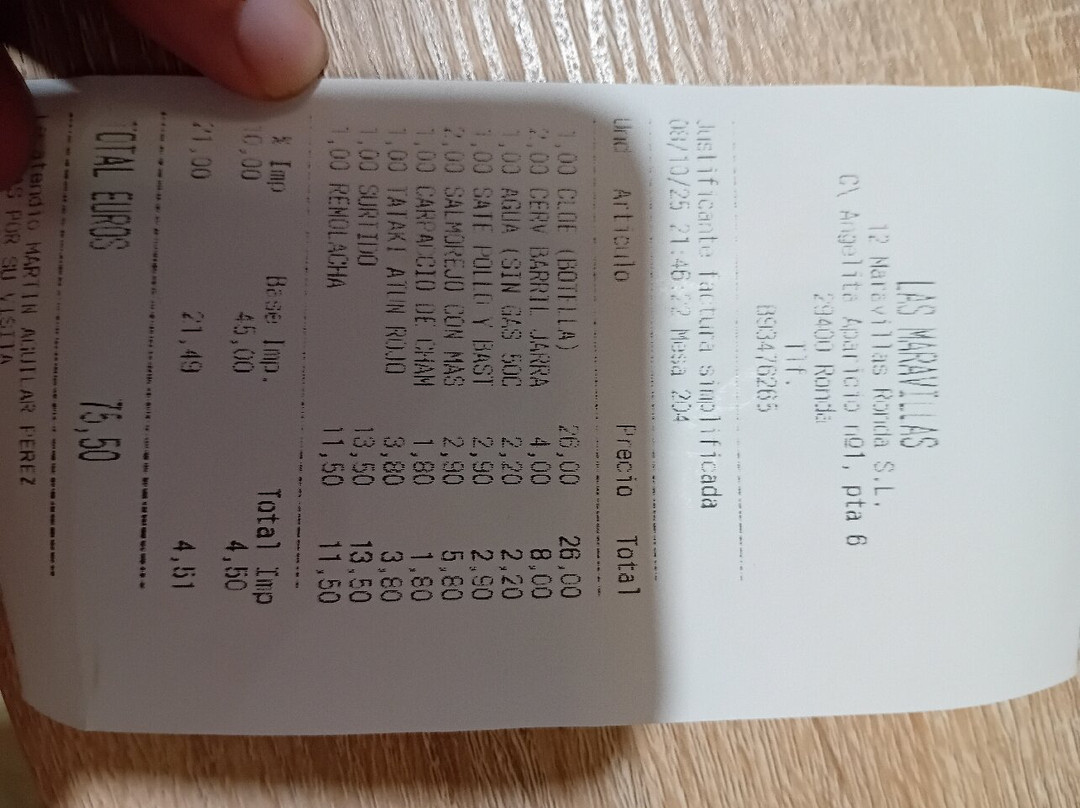 LAS MARAVILLAS
12 Maravillas Ronda S.L.
C\ Angelita Aparicio nº1, pta 6
29400 Ronda
Tlf.
B93476265
Justificante factura simplificada
08/10/25 21:46:22 Mesa 204
Und Articulo Precio Total
1,00 CLOE (BOTELLA) 26,00 26,00
2,00 CERV BARRIL JARRA 4,00 8,00
1,00 AGUA (SIN GAS 50C 2,20 2,20
1,00 SATE POLLO Y BAST 2,90 2,90
2,00 SALMOREJO CON MAS 2,90 5,80
1,00 CARPACCIO DE CHAM 1,80 1,80
1,00 TATAKI ATUN ROJO 3,80 3,80
1,00 SURTIDO 13,50 13,50
1,00 REMOLACHA 11,50 11,50
% Imp Base Imp. Total Imp
10,00 45,00 4,50
21,00 21,49 4,51
TOTAL EUROS 75,50
MARTIN AGUILAR PEREZ
POR SU VISITA